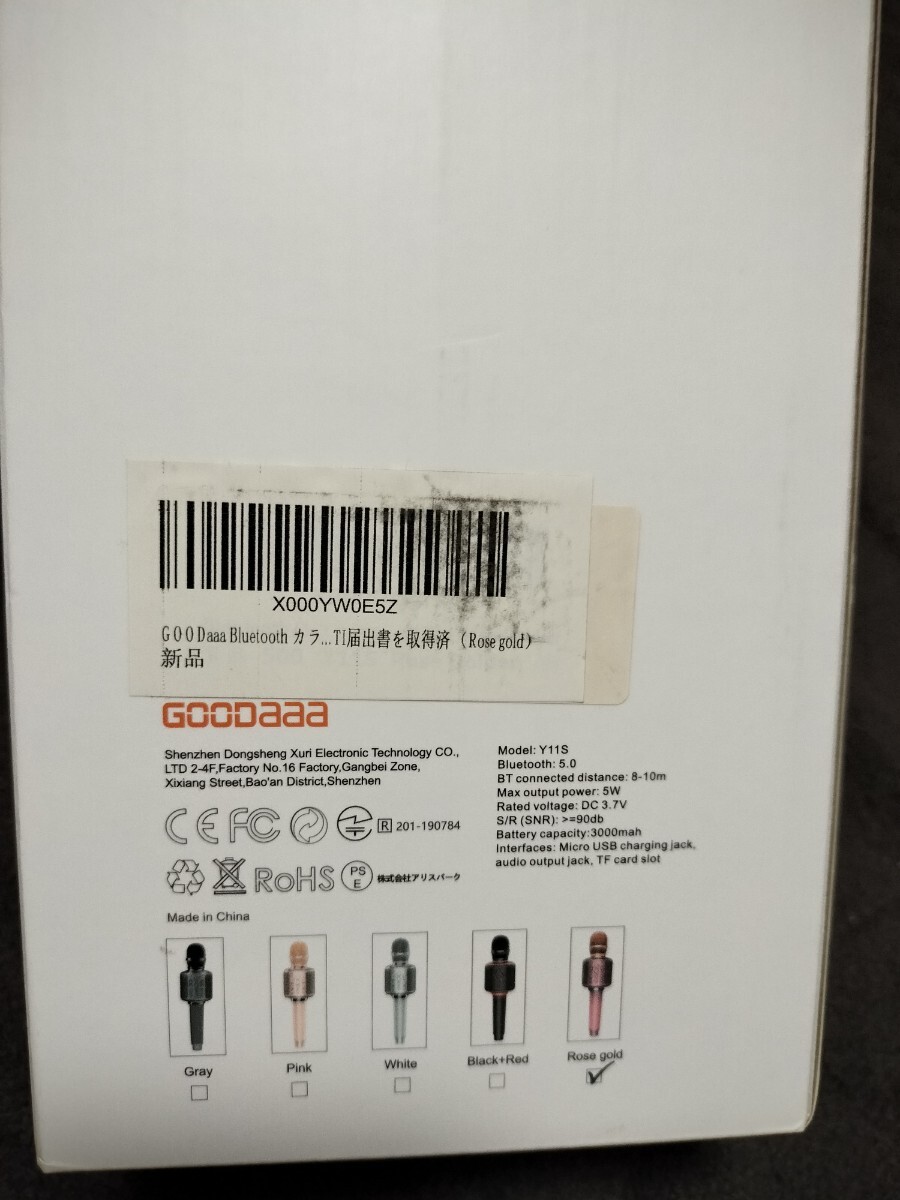 X000YW0E5Z
GOODaaa Bluetooth カラ...TI届出書を取得済 (Rose gold)
新品
GOODaaa
Shenzhen Dongsheng Xuri Electronic Technology CO.,
LTD 2-4F,Factory No.16 Factory,Gangbei Zone,
Xixiang Street,Bao'an District,Shenzhen
CE FC R 201-190784
RoHS PS E 株式会社アリスパーク
Made in China
Model: Y11S
Bluetooth: 5.0
BT connected distance: 8-10m
Max output power: 5W
Rated voltage: DC 3.7V
S/R (SNR): >=90db
Battery capacity:3000mah
Interfaces: Micro USB charging jack,
audio output jack, TF card slot
Gray
Pink
White
Black+Red
Rose gold